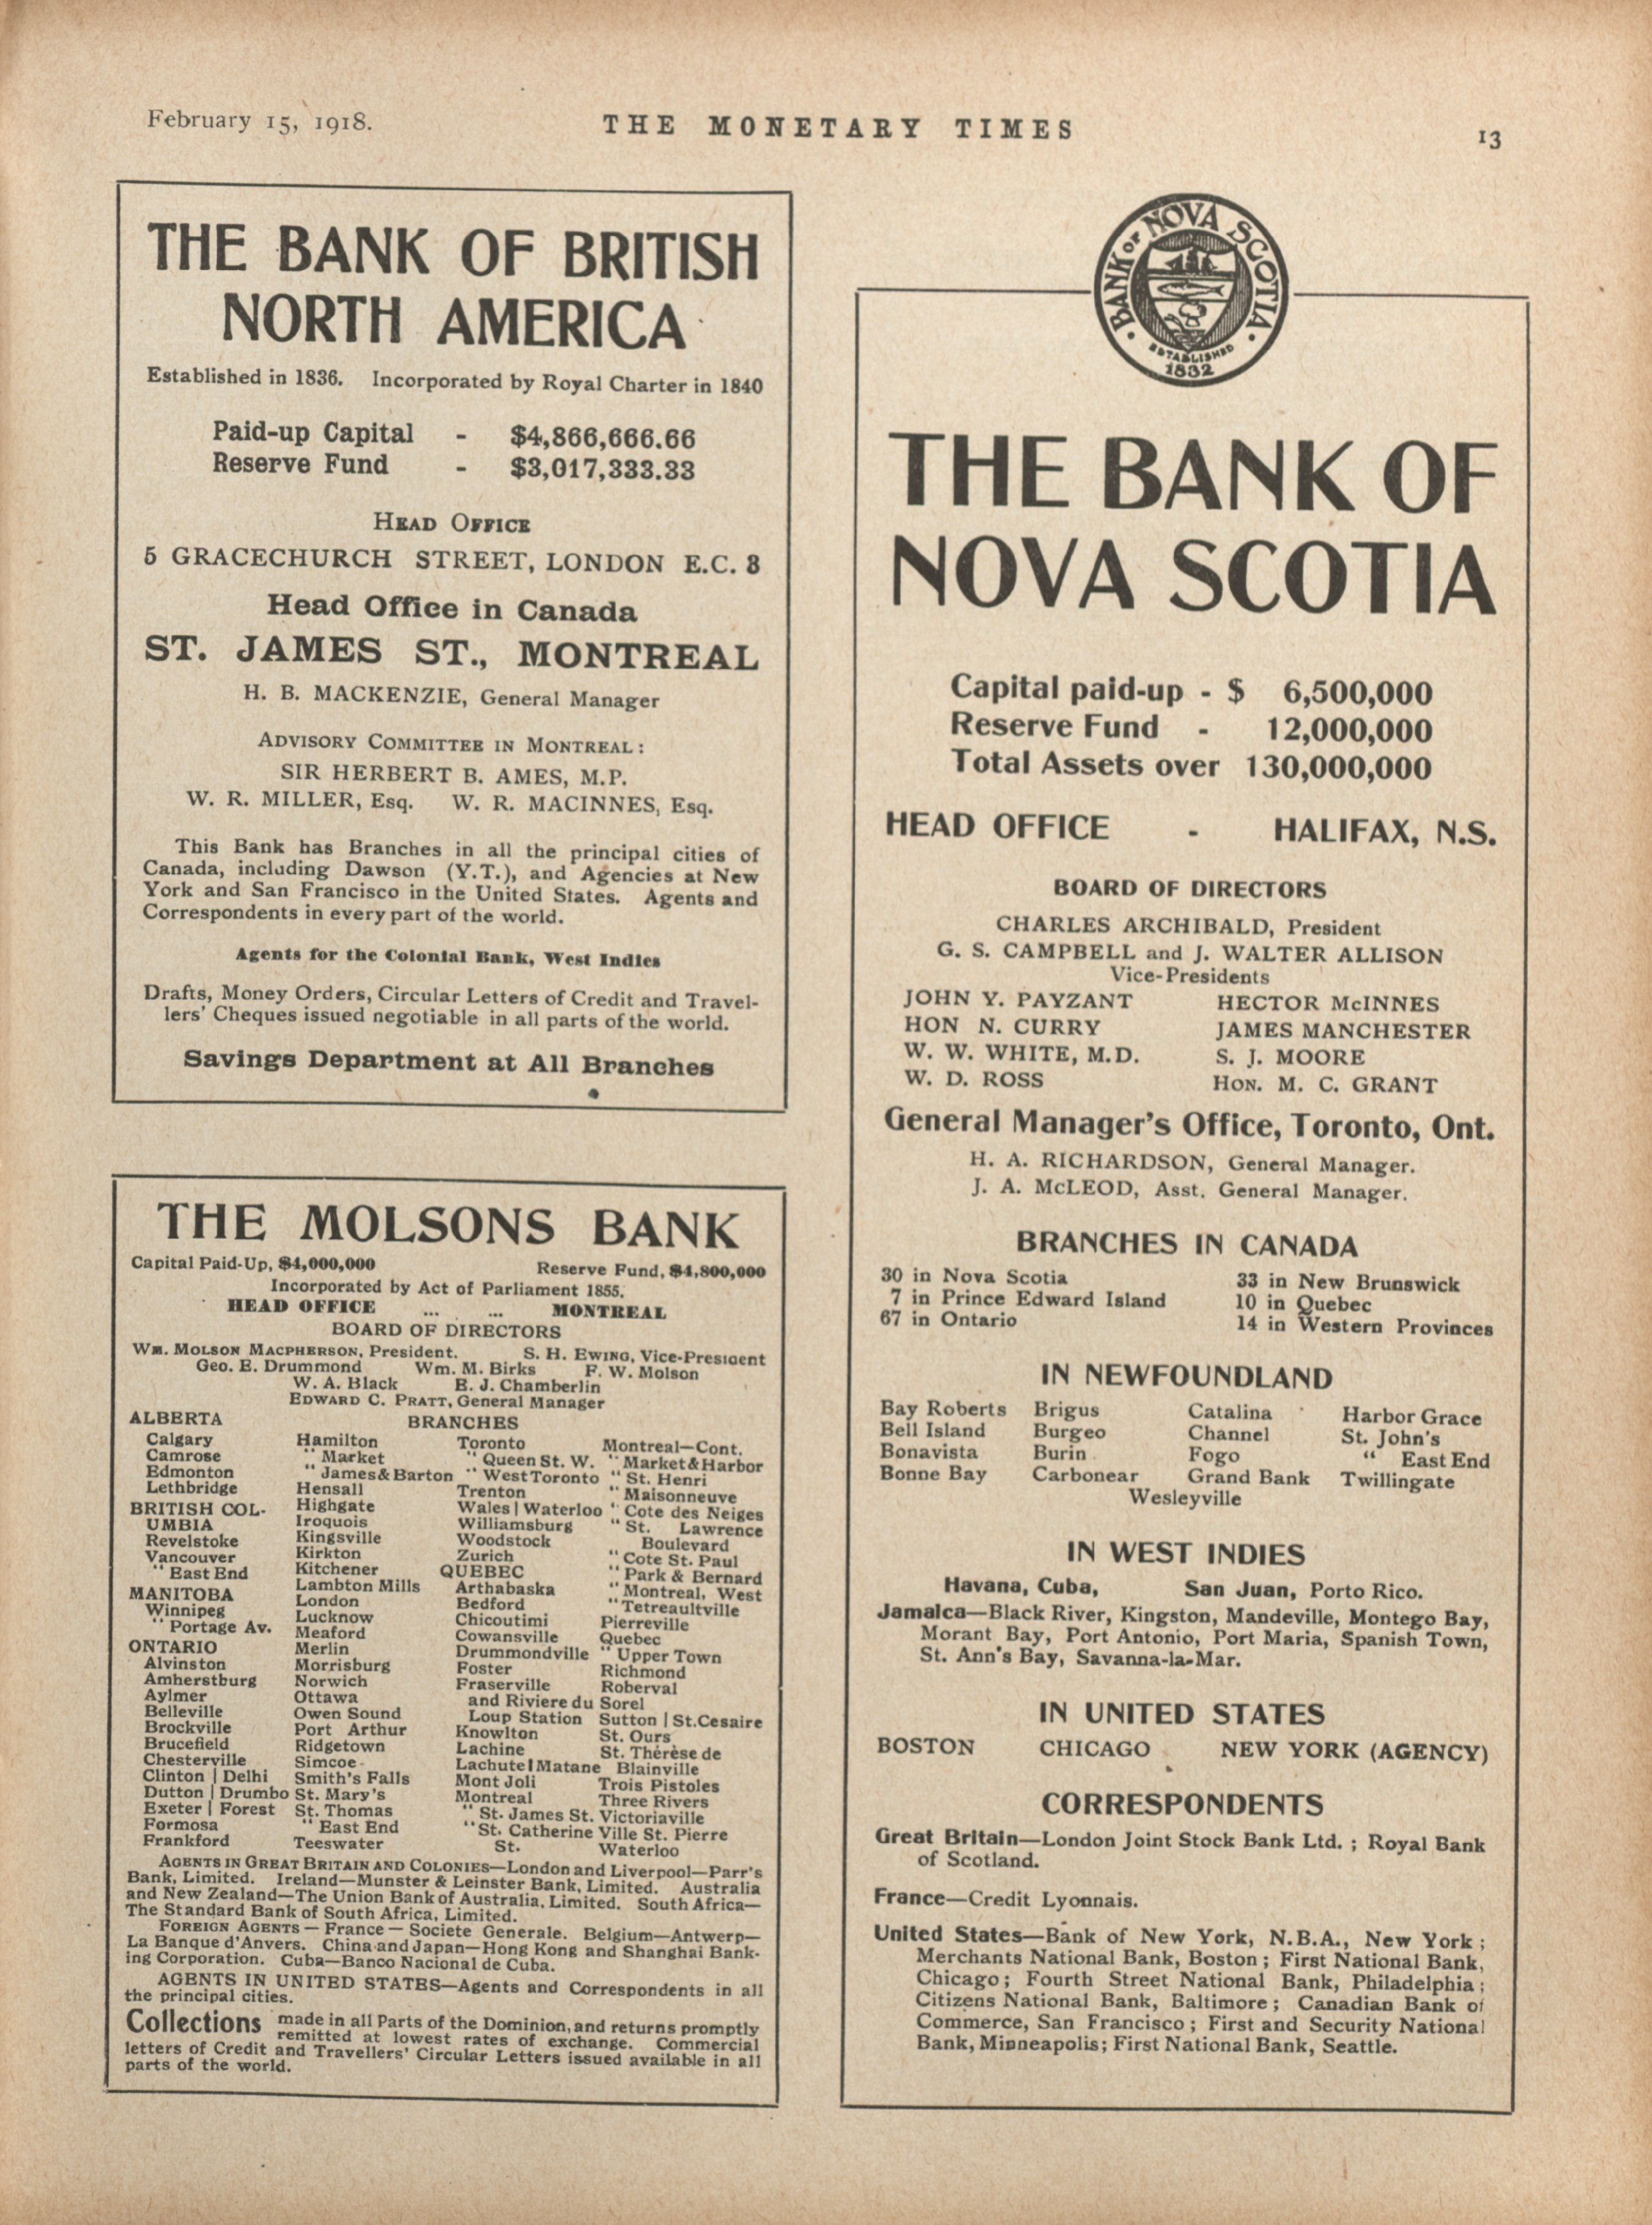 February 15, 1918.
THE MONETARY TIMES
13
THE BANK OF BRITISH
NORTH AMERICA
Established in 1836. Incorporated by Royal Charter in 1840
Paid-up Capital - $4,866,666.66
Reserve Fund - $3,017,333.33
HEAD OFFICE
5 GRACECHURCH STREET, LONDON E.C. 3
Head Office in Canada
ST. JAMES ST., MONTREAL
H. B. MACKENZIE, General Manager
ADVISORY COMMITTEE IN MONTREAL:
SIR HERBERT B. AMES, M.P.
W. R. MILLER, Esq. W. R. MACINNES, Esq.
This Bank has Branches in all the principal cities of
Canada, including Dawson (Y.T.), and Agencies at New
York and San Francisco in the United States. Agents and
Correspondents in every part of the world.
Agents for the Colonial Bank, West Indies
Drafts, Money Orders, Circular Letters of Credit and Travel-
lers' Cheques issued negotiable in all parts of the world.
Savings Department at All Branches
THE MOLSONS BANK
Capital Paid-Up, $4,000,000 Reserve Fund, $4,800,000
Incorporated by Act of Parliament 1855.
HEAD OFFICE ... ... MONTREAL
BOARD OF DIRECTORS
WM. MOLSON MACPHERSON, President. S. H. EWING, Vice-President
Geo. E. Drummond Wm. M. Birks F. W. Molson
W. A. Black E. J. Chamberlin
EDWARD C. PRATT, General Manager
BRANCHES
ALBERTA
Calgary
Camrose
Edmonton
Lethbridge
BRITISH COL-
UMBIA
Revelstoke
Vancouver
" East End
MANITOBA
Winnipeg
" Portage Av.
ONTARIO
Alvinston
Amherstburg
Aylmer
Belleville
Brockville
Brucefield
Chesterville
Clinton | Delhi
Dutton | Drumbo
Exeter | Forest
Formosa
Frankford
Hamilton
" Market
" James & Barton
Hensall
Highgate
Iroquois
Kingsville
Kirkton
Kitchener
Lambton Mills
London
Lucknow
Meaford
Merlin
Morrisburg
Norwich
Ottawa
Owen Sound
Port Arthur
Ridgetown
Simcoe
Smith's Falls
St. Mary's
St. Thomas
" East End
Teeswater
Toronto
" Queen St. W.
" West Toronto
Trenton
Wales | Waterloo
Williamsburg
Woodstock
Zurich
QUEBEC
Arthabaska
Bedford
Chicoutimi
Cowansville
Drummondville
Foster
Fraserville
and Riviere du
Loup Station
Knowlton
Lachine
Lachute | Matane
Mont Joli
Montreal
" St. James St.
" St. Catherine
St.
Montreal—Cont.
" Market & Harbor
" St. Henri
" Maisonneuve
" Cote des Neiges
" St. Lawrence
Boulevard
" Cote St. Paul
" Park & Bernard
" Montreal, West
" Tetreaultville
Pierreville
Quebec
" Upper Town
Richmond
Roberval
Sorel
Sutton | St. Cesaire
St. Ours
St. Thérèse de
Blainville
Trois Pistoles
Three Rivers
Victoriaville
Ville St. Pierre
Waterloo
AGENTS IN GREAT BRITAIN AND COLONIES—London and Liverpool—Parr's
Bank, Limited. Ireland—Munster & Leinster Bank, Limited. Australia
and New Zealand—The Union Bank of Australia, Limited. South Africa—
The Standard Bank of South Africa, Limited.
FOREIGN AGENTS — France — Societe Generale. Belgium—Antwerp—
La Banque d'Anvers. China and Japan—Hong Kong and Shanghai Bank-
ing Corporation. Cuba—Banco Nacional de Cuba.
AGENTS IN UNITED STATES—Agents and Correspondents in all
the principal cities.
Collections made in all Parts of the Dominion, and returns promptly
remitted at lowest rates of exchange. Commercial
letters of Credit and Travellers' Circular Letters issued available in all
parts of the world.
BANK OF NOVA SCOTIA
ESTABLISHED
1832
THE BANK OF
NOVA SCOTIA
Capital paid-up - $ 6,500,000
Reserve Fund - 12,000,000
Total Assets over 130,000,000
HEAD OFFICE - HALIFAX, N.S.
BOARD OF DIRECTORS
CHARLES ARCHIBALD, President
G. S. CAMPBELL and J. WALTER ALLISON
Vice-Presidents
JOHN Y. PAYZANT HECTOR McINNES
HON N. CURRY JAMES MANCHESTER
W. W. WHITE, M.D. S. J. MOORE
W. D. ROSS HON. M. C. GRANT
General Manager's Office, Toronto, Ont.
H. A. RICHARDSON, General Manager.
J. A. McLEOD, Asst. General Manager.
BRANCHES IN CANADA
30 in Nova Scotia 33 in New Brunswick
7 in Prince Edward Island 10 in Quebec
67 in Ontario 14 in Western Provinces
IN NEWFOUNDLAND
Bay Roberts Brigus Catalina Harbor Grace
Bell Island Burgeo Channel St. John's
Bonavista Burin Fogo " East End
Bonne Bay Carbonear Grand Bank Twillingate
Wesleyville
IN WEST INDIES
Havana, Cuba, San Juan, Porto Rico.
Jamaica—Black River, Kingston, Mandeville, Montego Bay,
Morant Bay, Port Antonio, Port Maria, Spanish Town,
St. Ann's Bay, Savanna-la-Mar.
IN UNITED STATES
BOSTON CHICAGO NEW YORK (AGENCY)
CORRESPONDENTS
Great Britain—London Joint Stock Bank Ltd. ; Royal Bank
of Scotland.
France—Credit Lyonnais.
United States—Bank of New York, N.B.A., New York ;
Merchants National Bank, Boston ; First National Bank,
Chicago ; Fourth Street National Bank, Philadelphia ;
Citizens National Bank, Baltimore ; Canadian Bank of
Commerce, San Francisco ; First and Security National
Bank, Minneapolis ; First National Bank, Seattle.